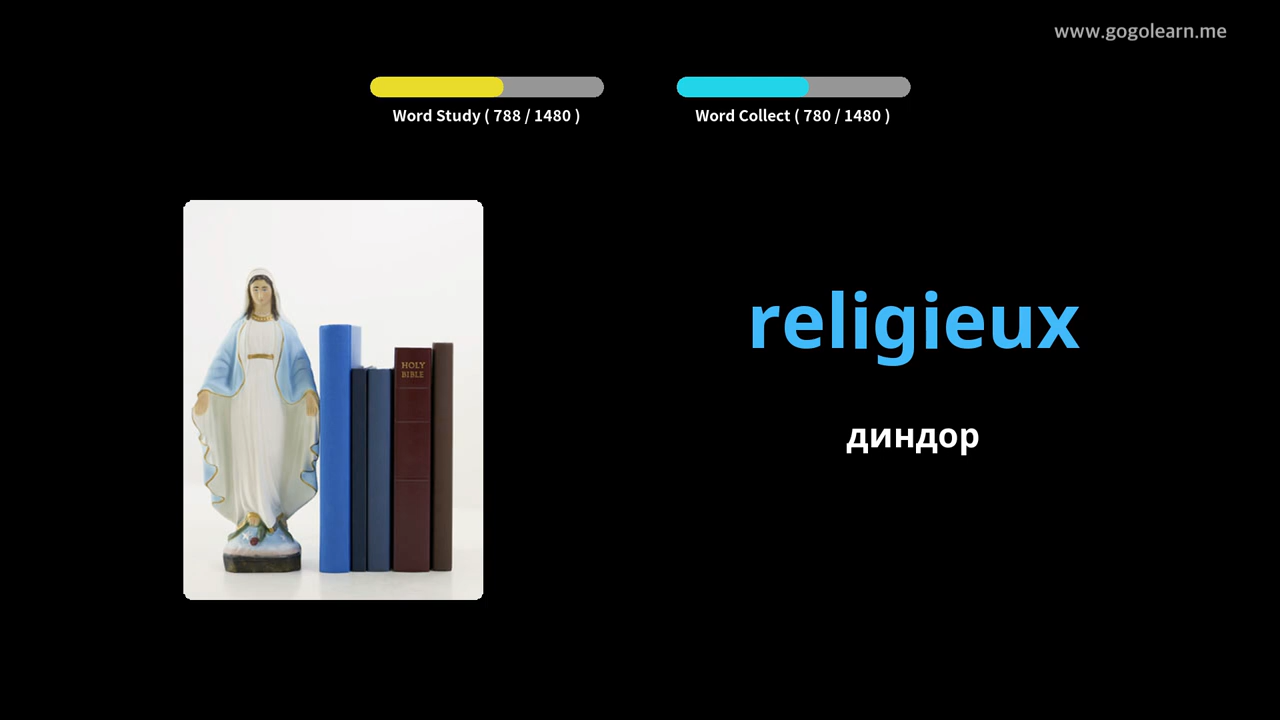 www.gogolearn.me
Word Study ( 788 / 1480 )
Word Collect ( 780 / 1480 )
HOLY
BIBLE
religieux
диндор